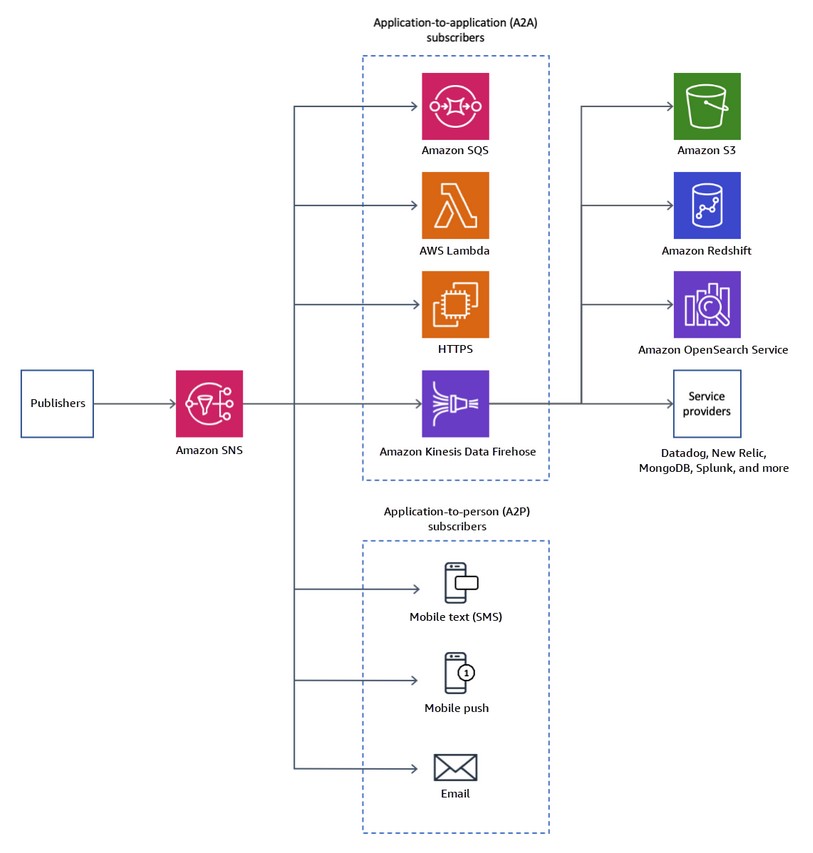 Application-to-application (A2A)
subscribers
Amazon SQS
Amazon S3
AWS Lambda
Amazon Redshift
HTTPS
Amazon OpenSearch Service
Publishers
Amazon SNS
Amazon Kinesis Data Firehose
Service
providers
Datadog, New Relic,
MongoDB, Splunk, and more
Application-to-person (A2P)
subscribers
Mobile text (SMS)
1
Mobile push
Email